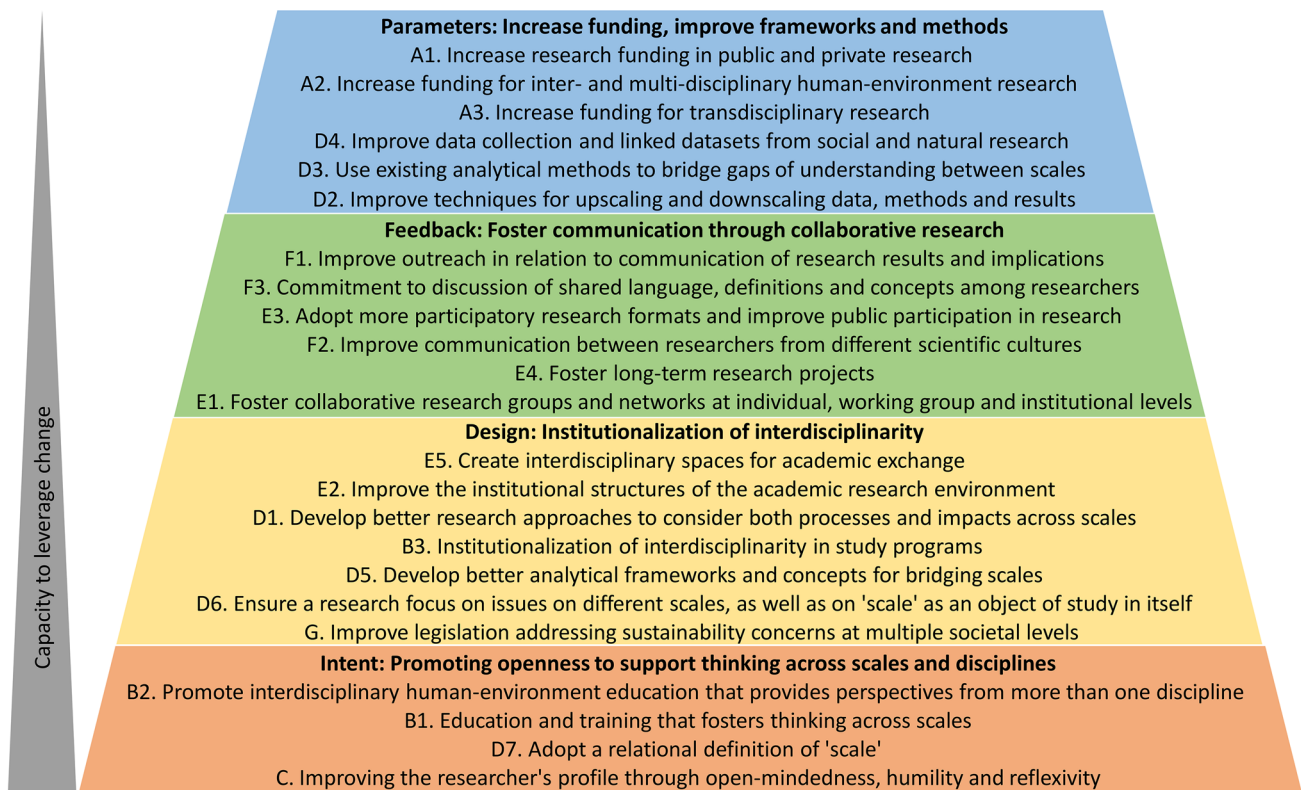 Parameters: Increase funding, improve frameworks and methods
A1. Increase research funding in public and private research
A2. Increase funding for inter- and multi-disciplinary human-environment research
A3. Increase funding for transdisciplinary research
D4. Improve data collection and linked datasets from social and natural research
D3. Use existing analytical methods to bridge gaps of understanding between scales
D2. Improve techniques for upscaling and downscaling data, methods and results
Feedback: Foster communication through collaborative research
F1. Improve outreach in relation to communication of research results and implications
F3. Commitment to discussion of shared language, definitions and concepts among researchers
E3. Adopt more participatory research formats and improve public participation in research
F2. Improve communication between researchers from different scientific cultures
E4. Foster long-term research projects
E1. Foster collaborative research groups and networks at individual, working group and institutional levels
Design: Institutionalization of interdisciplinarity
E5. Create interdisciplinary spaces for academic exchange
E2. Improve the institutional structures of the academic research environment
D1. Develop better research approaches to consider both processes and impacts across scales
B3. Institutionalization of interdisciplinarity in study programs
D5. Develop better analytical frameworks and concepts for bridging scales
D6. Ensure a research focus on issues on different scales, as well as on 'scale' as an object of study in itself
G. Improve legislation addressing sustainability concerns at multiple societal levels
Intent: Promoting openness to support thinking across scales and disciplines
B2. Promote interdisciplinary human-environment education that provides perspectives from more than one discipline
B1. Education and training that fosters thinking across scales
D7. Adopt a relational definition of 'scale'
C. Improving the researcher's profile through open-mindedness, humility and reflexivity
Capacity to leverage change